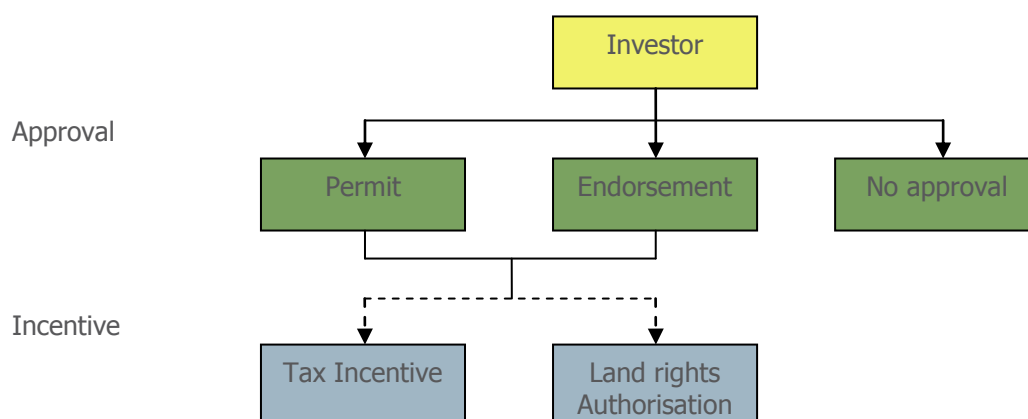 Investor
Approval
Permit
Endorsement
No approval
Incentive
Tax Incentive
Land rights
Authorisation